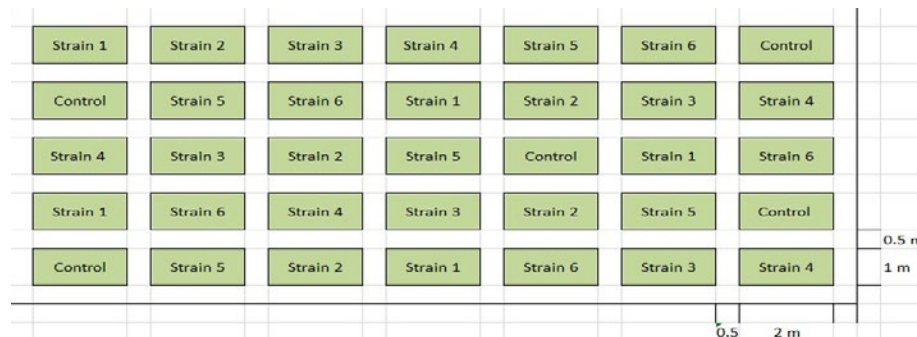 Strain 1 Strain 2 Strain 3 Strain 4 Strain 5 Strain 6 Control
Control Strain 5 Strain 6 Strain 1 Strain 2 Strain 3 Strain 4
Strain 4 Strain 3 Strain 2 Strain 5 Control Strain 1 Strain 6
Strain 1 Strain 6 Strain 4 Strain 3 Strain 2 Strain 5 Control
0.5 m
Control Strain 5 Strain 2 Strain 1 Strain 6 Strain 3 Strain 4 1 m
0.5 2 m